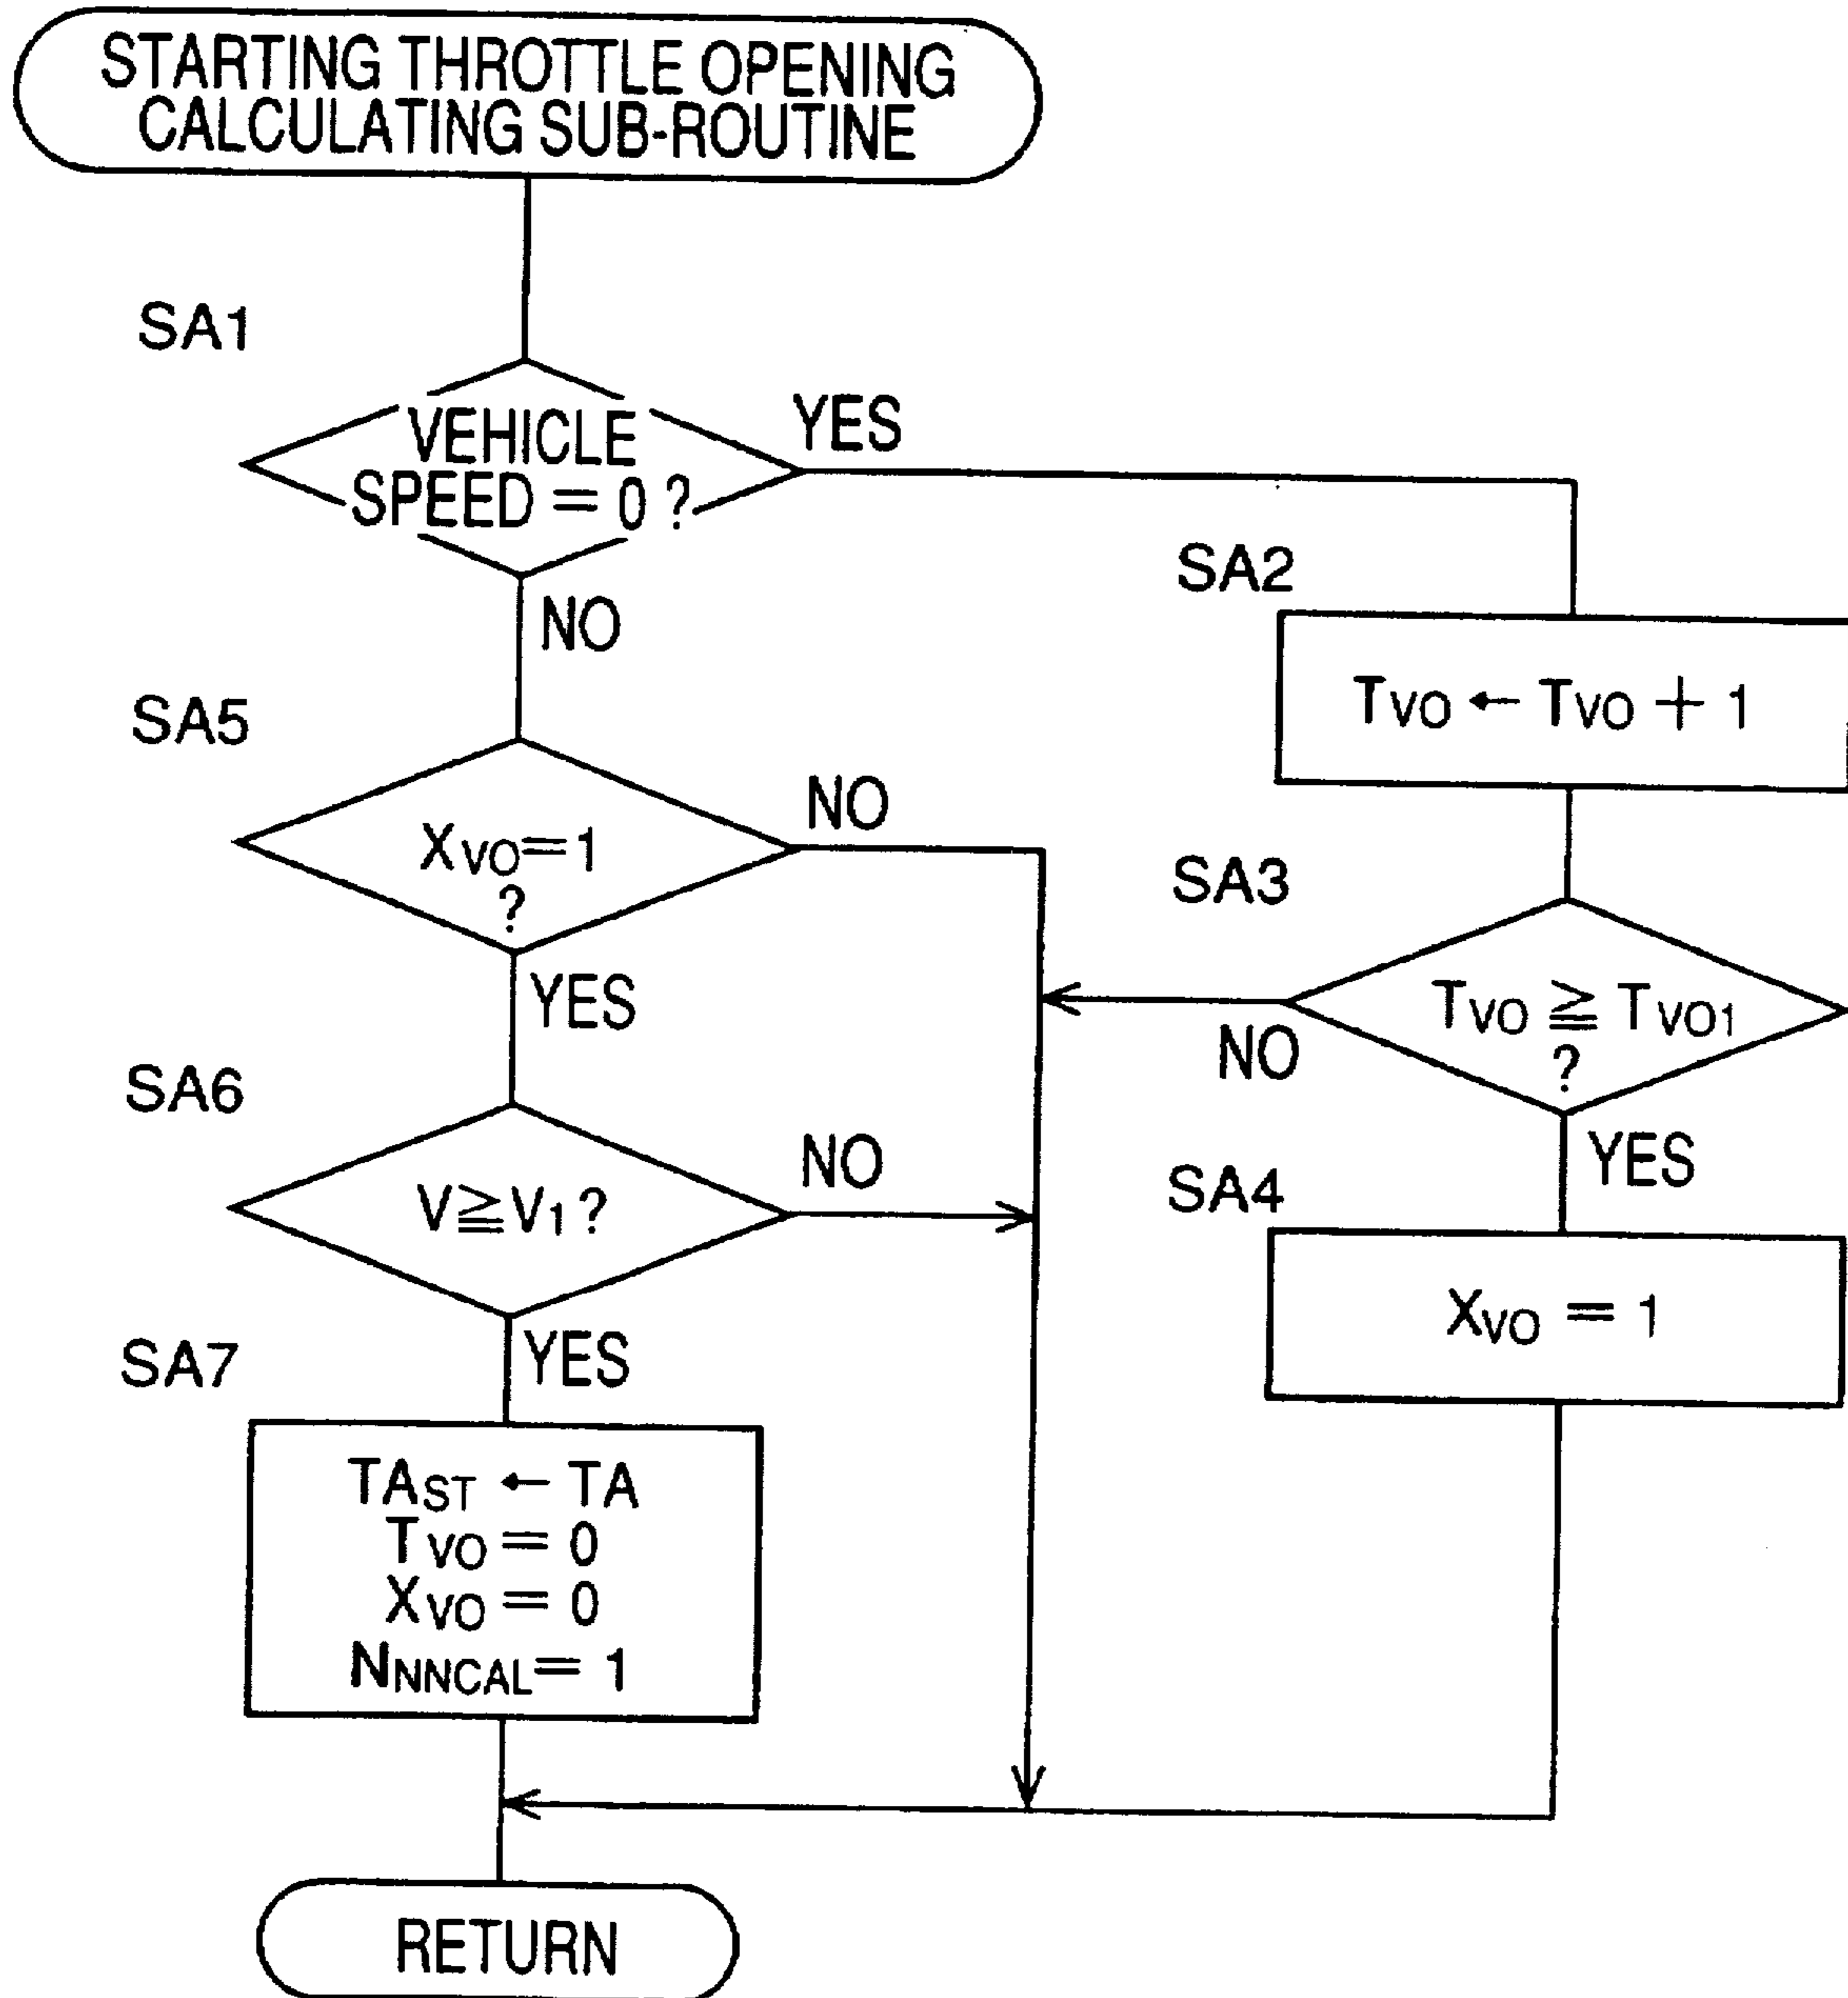 STARTING THROTTLE OPENING
CALCULATING SUB-ROUTINE
SA1
VEHICLE
SPEED = 0 ?
YES
NO
SA2
TVO ← TVO + 1
SA5
XVO=1
?
NO
YES
SA3
TVO ≧ TVO1
?
NO
YES
SA6
V≧V1?
NO
YES
SA4
XVO = 1
SA7
TAST ← TA
TVO = 0
XVO = 0
NNNCAL = 1
RETURN